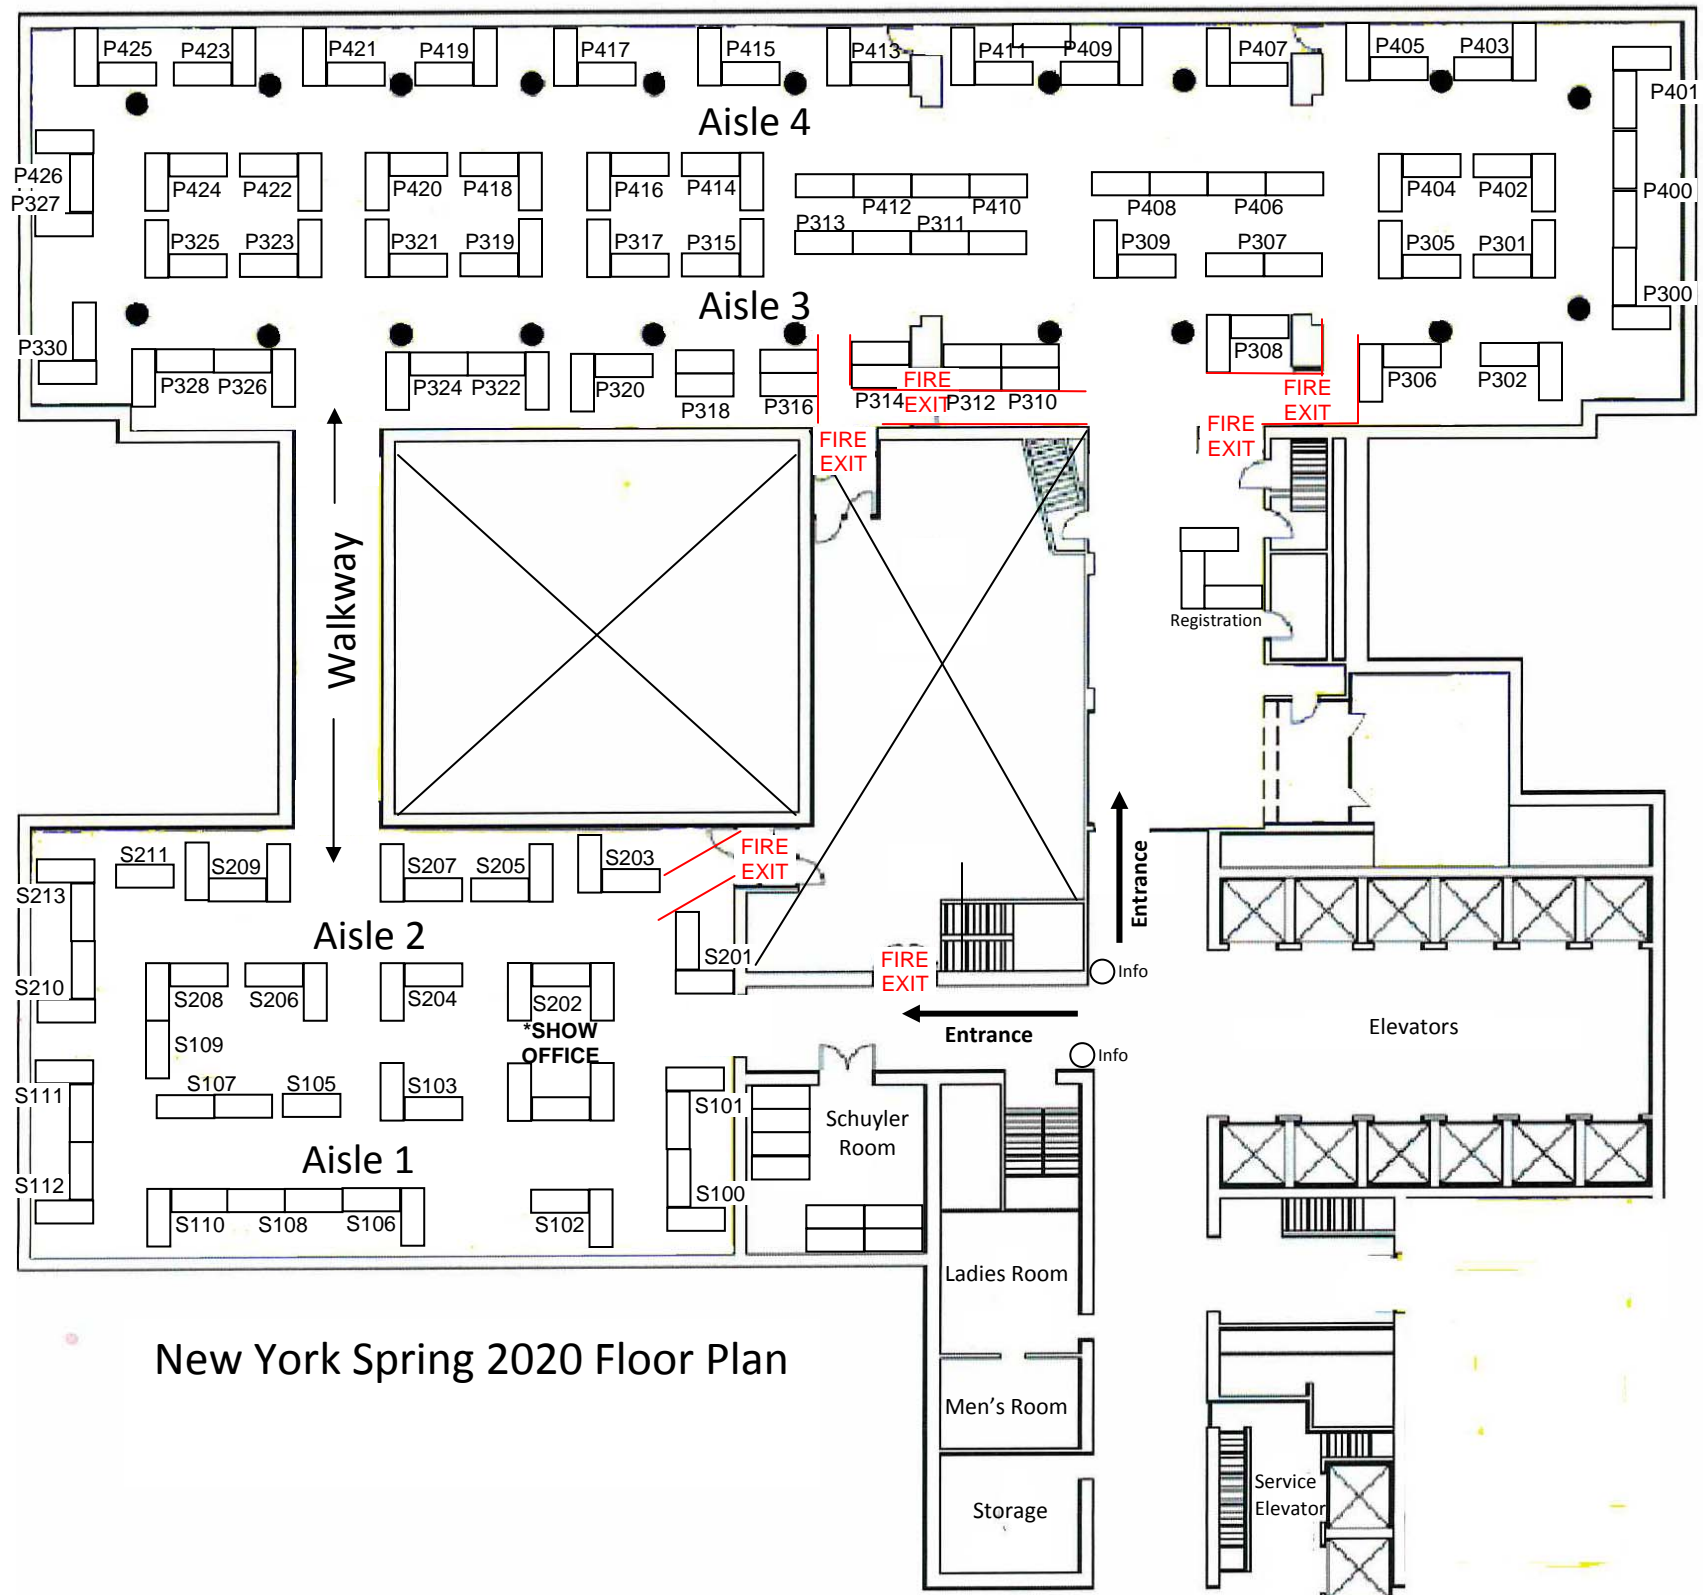 P425 P423 P421 P419 P417 P415 P413 P411 P409 P407 P405 P403
P401
Aisle 4
P426 P424 P422 P420 P418 P416 P414 P412 P410 P408 P406 P404 P402 P400
P327
P325 P323 P321 P319 P317 P315 P313 P311 P309 P307 P305 P301
P300
Aisle 3
P330 P328 P326 P324 P322 P320 P318 P316 P314 P312 P310 P308 P306 P302
FIRE
EXIT
FIRE
EXIT
FIRE
EXIT
FIRE
EXIT
Walkway
Registration
S211 S209 S207 S205 S203
FIRE
EXIT
S213
Aisle 2
Entrance
S201
FIRE
EXIT
Info
S210 S208 S206 S204 S202
*SHOW
OFFICE
Entrance
Elevators
S109
Info
S111 S107 S105 S103 S101
Schuyler
Room
Aisle 1
S112 S110 S108 S106 S102 S100
Ladies Room
New York Spring 2020 Floor Plan
Men's Room
Storage
Service
Elevator